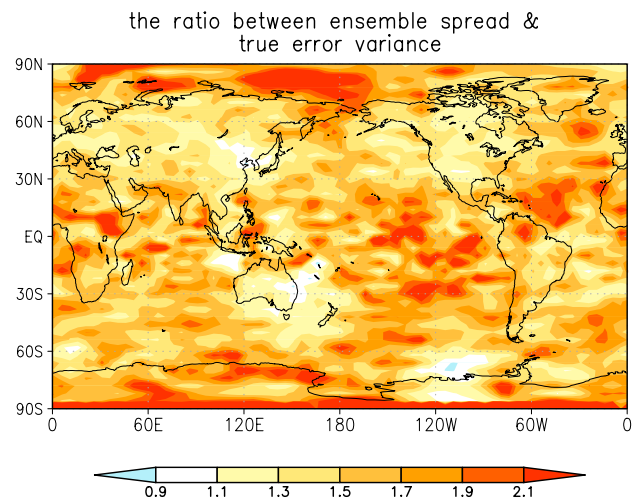 the ratio between ensemble spread &
true error variance
90N
60N
30N
EQ
30S
60S
90S
0 60E 120E 180 120W 60W 0
0.9 1.1 1.3 1.5 1.7 1.9 2.1